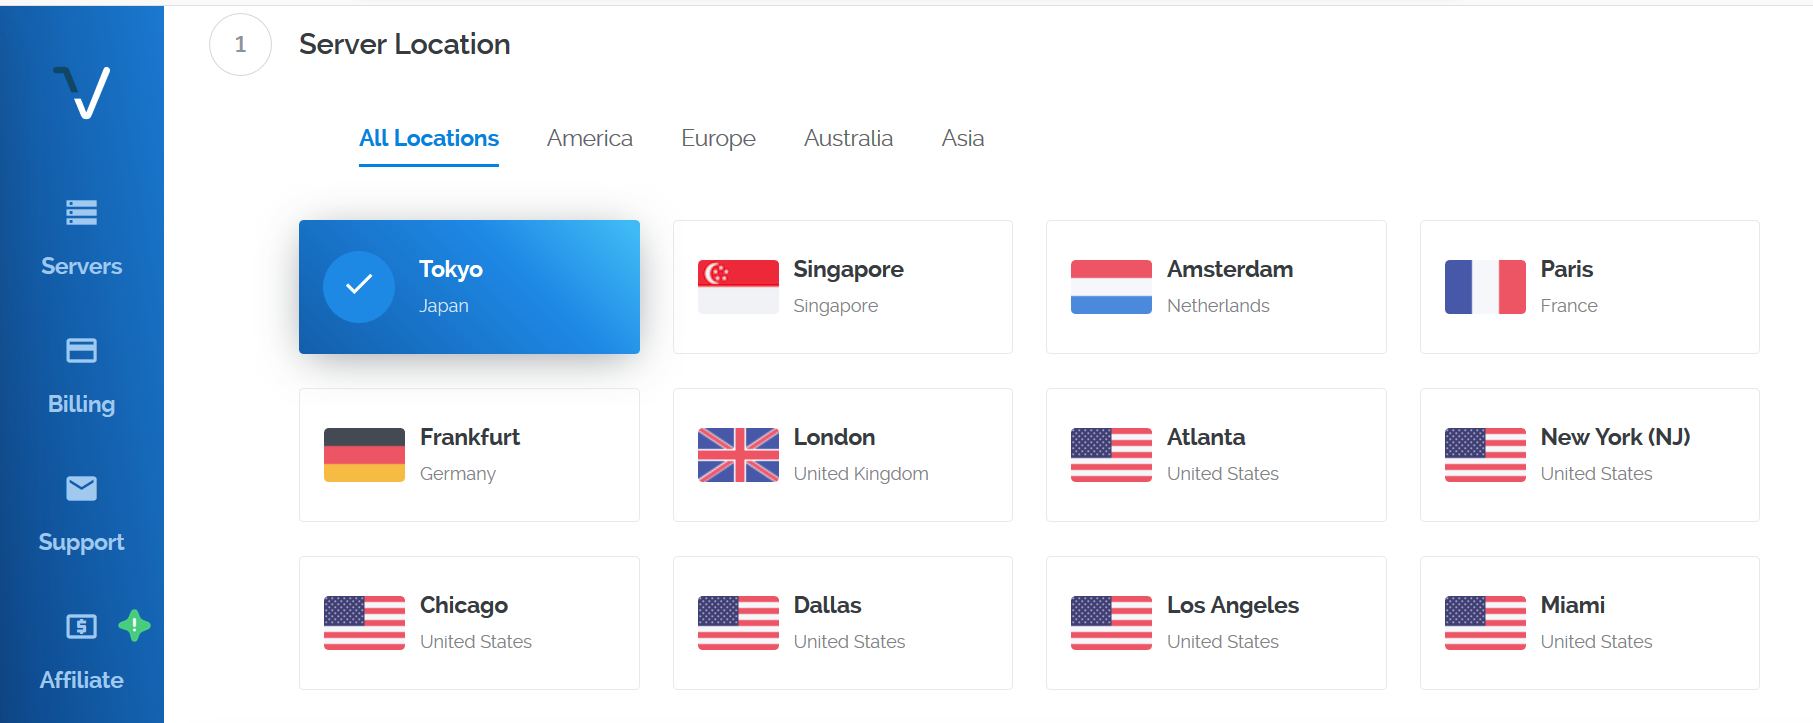 1 Server Location
All Locations America Europe Australia Asia
Servers
Tokyo Singapore Amsterdam Paris
Japan Singapore Netherlands France
Billing
Frankfurt London Atlanta New York (NJ)
Germany United Kingdom United States United States
Support
Chicago Dallas Los Angeles Miami
United States United States United States United States
Affiliate